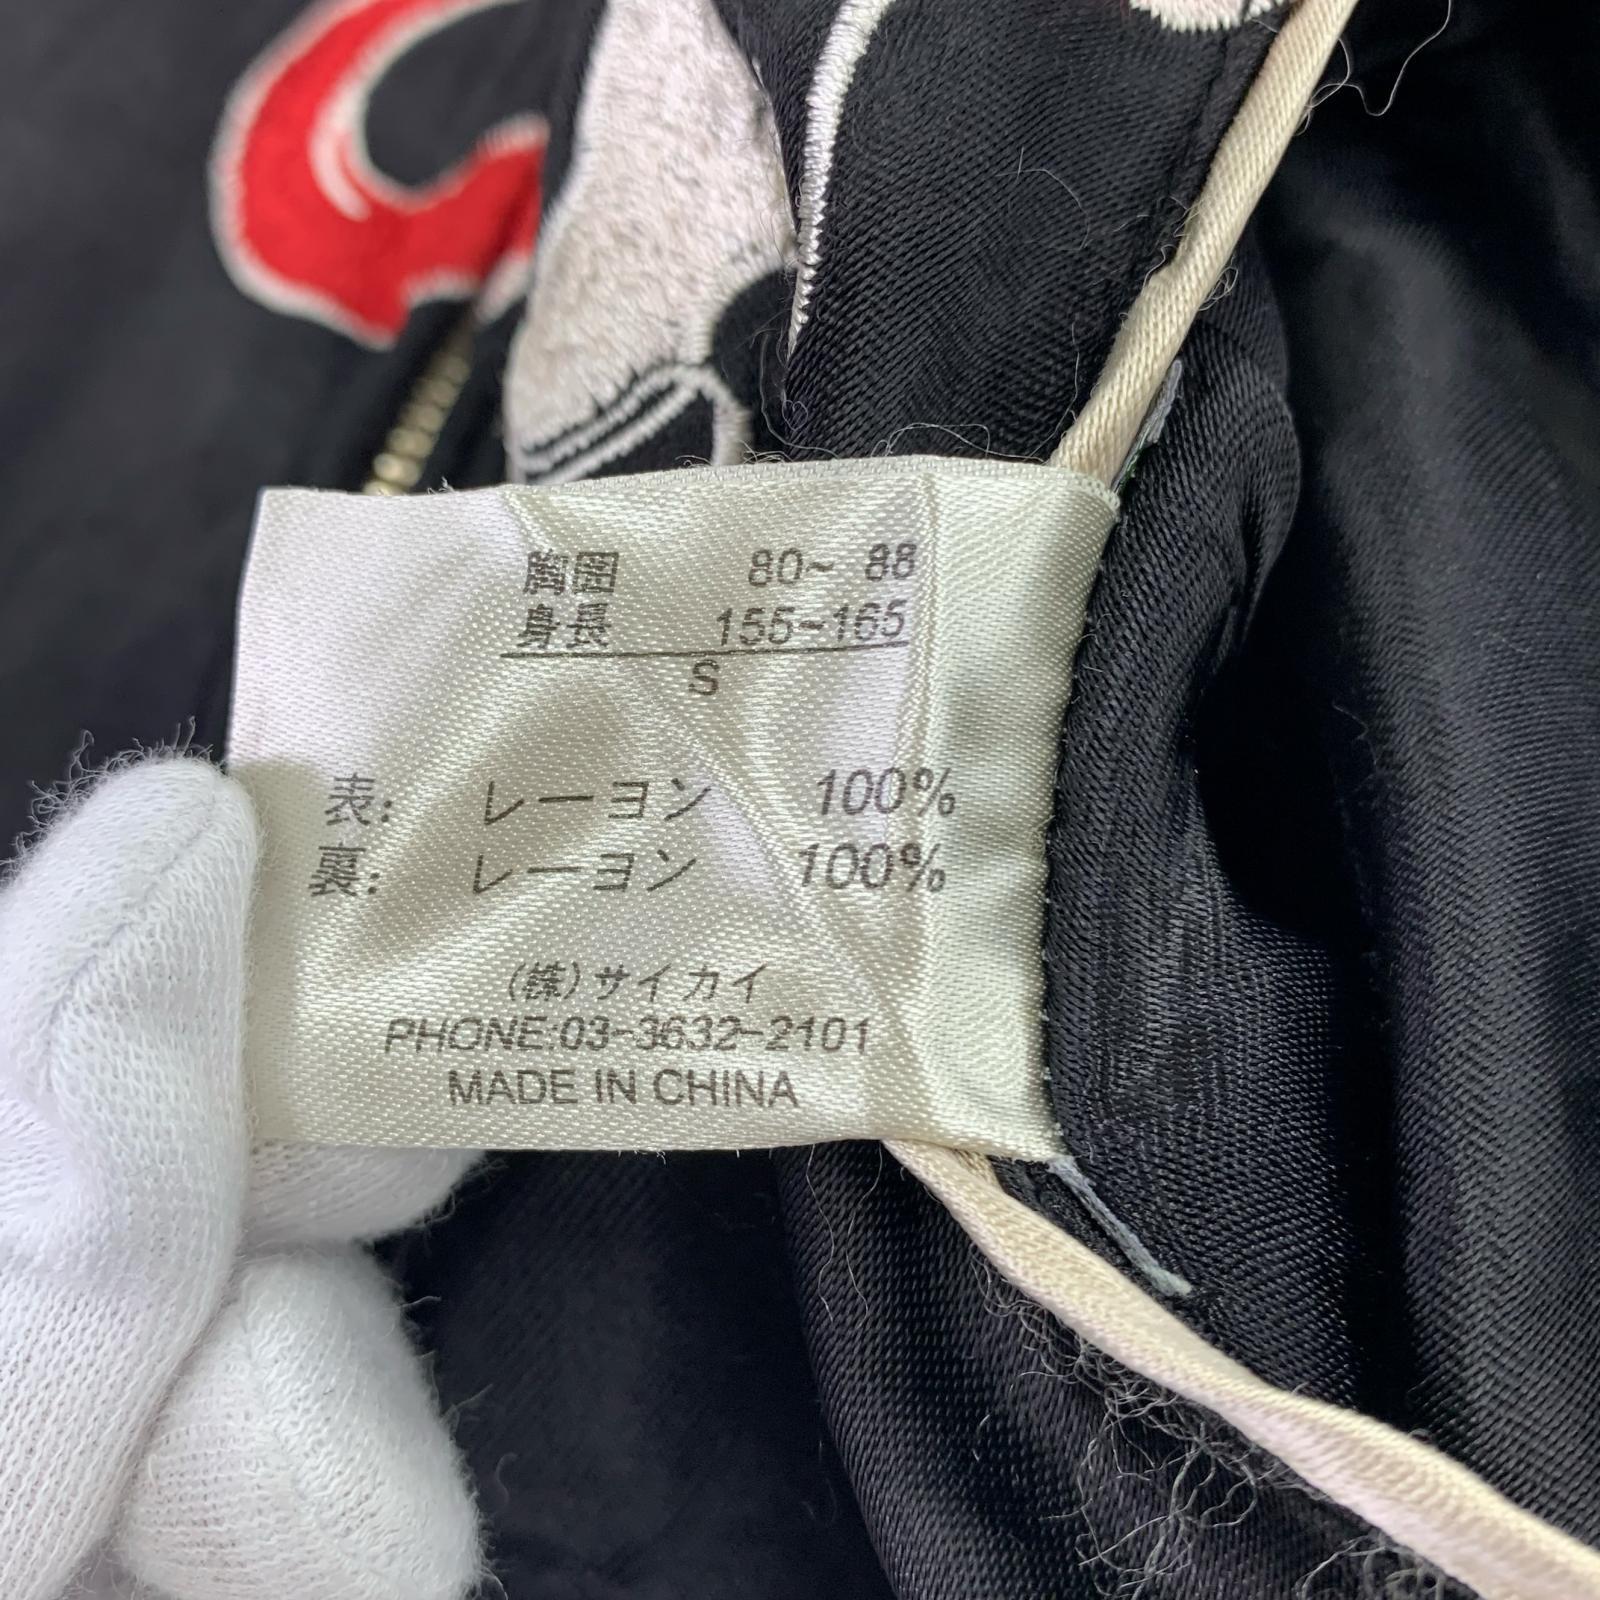 胸囲 80~ 88
身長 155~165
S
表: レーヨン 100%
裏: レーヨン 100%
(株)サイカイ
PHONE:03-3632-2101
MADE IN CHINA